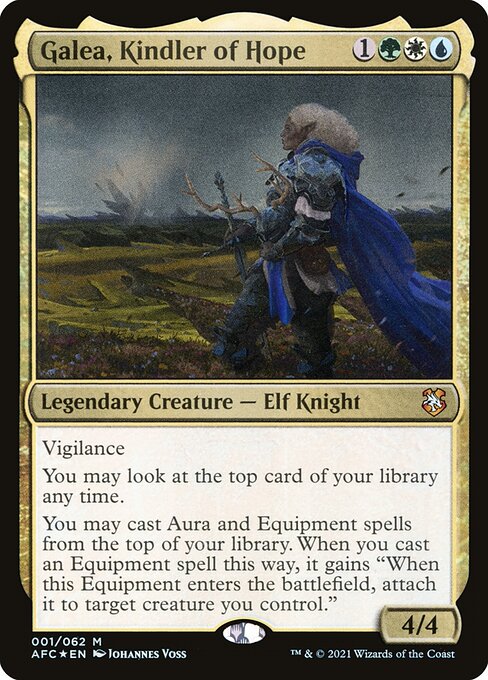 Galea, Kindler of Hope 1
Legendary Creature — Elf Knight
Vigilance
You may look at the top card of your library
any time.
You may cast Aura and Equipment spells
from the top of your library. When you cast
an Equipment spell this way, it gains “When
this Equipment enters the battlefield, attach
it to target creature you control.”
4/4
001/062 M
AFC★EN Johannes Voss
™ & © 2021 Wizards of the Coast